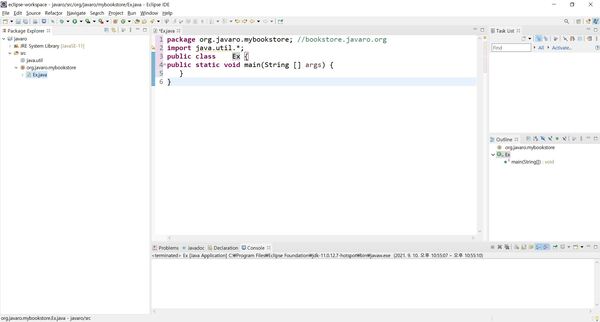 eclipse-workspace - javaro/src/org/javaro/mybookstore/Ex.java - Eclipse IDE
File Edit Source Refactor Navigate Search Project Run Window Help
Package Explorer
javaro
JRE System Library [JavaSE-11]
src
java.util
org.javaro.mybookstore
Ex.java
*Ex.java
1 package org.javaro.mybookstore; //bookstore.javaro.org
2 import java.util.*;
3 public class Ex {
4 public static void main(String [] args) {
5 }
6 }
Task List
Find All Activate...
Outline
org.javaro.mybookstore
Ex
main(String[]) : void
Problems Javadoc Declaration Console
<terminated> Ex [Java Application] C:₩Program Files₩Eclipse Foundation₩jdk-11.0.12.7-hotspot₩bin₩javaw.exe (2021. 9. 10. 오후 10:55:07 – 오후 10:55:10)
org.javaro.mybookstore.Ex.java - javaro/src